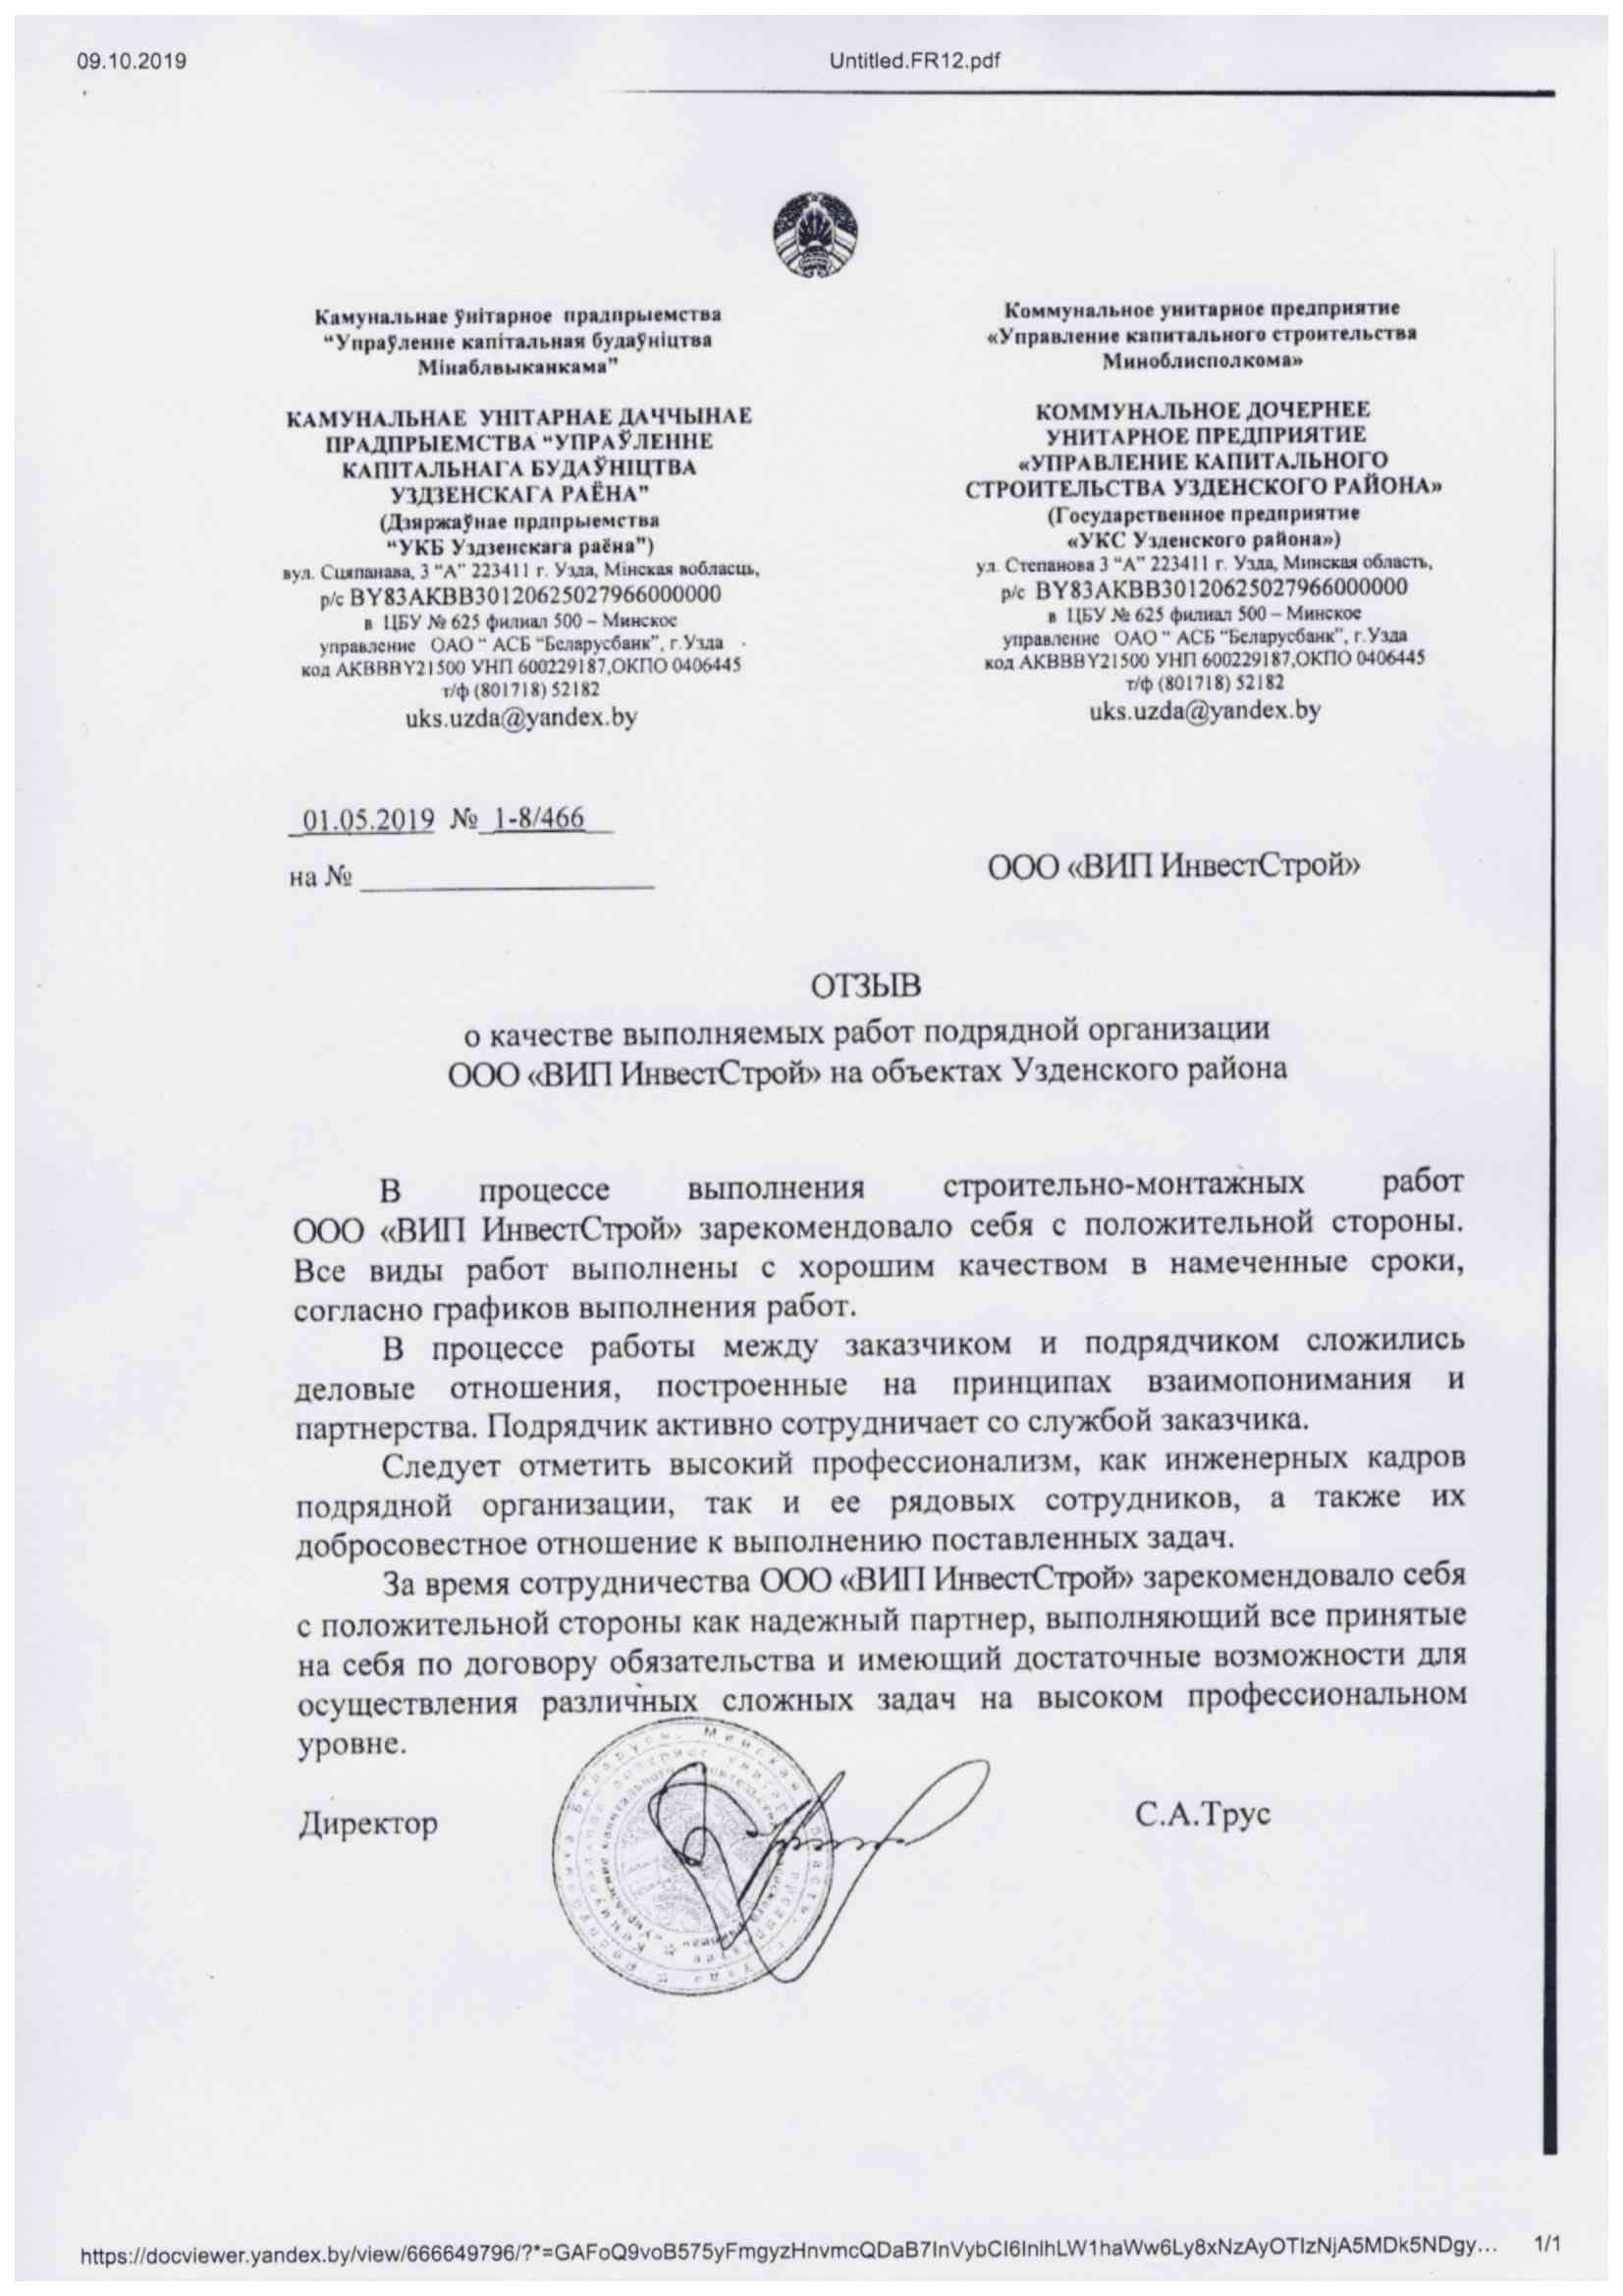 09.10.2019
Untitled.FR12.pdf
Камунальнае ўнітарное прадпрыемства
“Упраўленне капітальная будаўніцтва
Мінаблвыканкама”
КАМУНАЛЬНАЕ УНІТАРНАЕ ДАЧЧЫНАЕ
ПРАДПРЫЕМСТВА “УПРАЎЛЕННЕ
КАПІТАЛЬНАГА БУДАЎНІЦТВА
УЗДЗЕНСКАГА РАЁНА”
(Дзяржаўнае прдпрыемства
“УКБ Уздзенскага раёна”)
вул. Сцяпанава, 3 “А” 223411 г. Узда, Мінская вобласць,
р/с BY83AKBB30120625027966000000
в ЦБУ № 625 филиал 500 – Минское
управление ОАО “ АСБ “Беларусбанк”, г.Узда
код AKBBBY21500 УНП 600229187,ОКПО 0406445
т/ф (801718) 52182
uks.uzda@yandex.by
Коммунальное унитарное предприятие
«Управление капитального строительства
Миноблисполкома»
КОММУНАЛЬНОЕ ДОЧЕРНЕЕ
УНИТАРНОЕ ПРЕДПРИЯТИЕ
«УПРАВЛЕНИЕ КАПИТАЛЬНОГО
СТРОИТЕЛЬСТВА УЗДЕНСКОГО РАЙОНА»
(Государственное предприятие
«УКС Узденского района»)
ул. Степанова 3 “А” 223411 г. Узда, Минская область,
р/с BY83AKBB30120625027966000000
в ЦБУ № 625 филиал 500 – Минское
управление ОАО “ АСБ “Беларусбанк”, г.Узда
код AKBBBY21500 УНП 600229187,ОКПО 0406445
т/ф (801718) 52182
uks.uzda@yandex.by
01.05.2019 № 1-8/466
на №
ООО «ВИП ИнвестСтрой»
ОТЗЫВ
о качестве выполняемых работ подрядной организации
ООО «ВИП ИнвестСтрой» на объектах Узденского района
В процессе выполнения строительно-монтажных работ
ООО «ВИП ИнвестСтрой» зарекомендовало себя с положительной стороны.
Все виды работ выполнены с хорошим качеством в намеченные сроки,
согласно графиков выполнения работ.
В процессе работы между заказчиком и подрядчиком сложились
деловые отношения, построенные на принципах взаимопонимания и
партнерства. Подрядчик активно сотрудничает со службой заказчика.
Следует отметить высокий профессионализм, как инженерных кадров
подрядной организации, так и ее рядовых сотрудников, а также их
добросовестное отношение к выполнению поставленных задач.
За время сотрудничества ООО «ВИП ИнвестСтрой» зарекомендовало себя
с положительной стороны как надежный партнер, выполняющий все принятые
на себя по договору обязательства и имеющий достаточные возможности для
осуществления различных сложных задач на высоком профессиональном
уровне.
Директор
С.А.Трус
https://docviewer.yandex.by/view/666649796/?*=GAFoQ9voB575yFmgyzHnvmcQDaB7InVybCI6InlhLW1haWw6Ly8xNzAyOTIzNjA5MDk5NDgy...
1/1